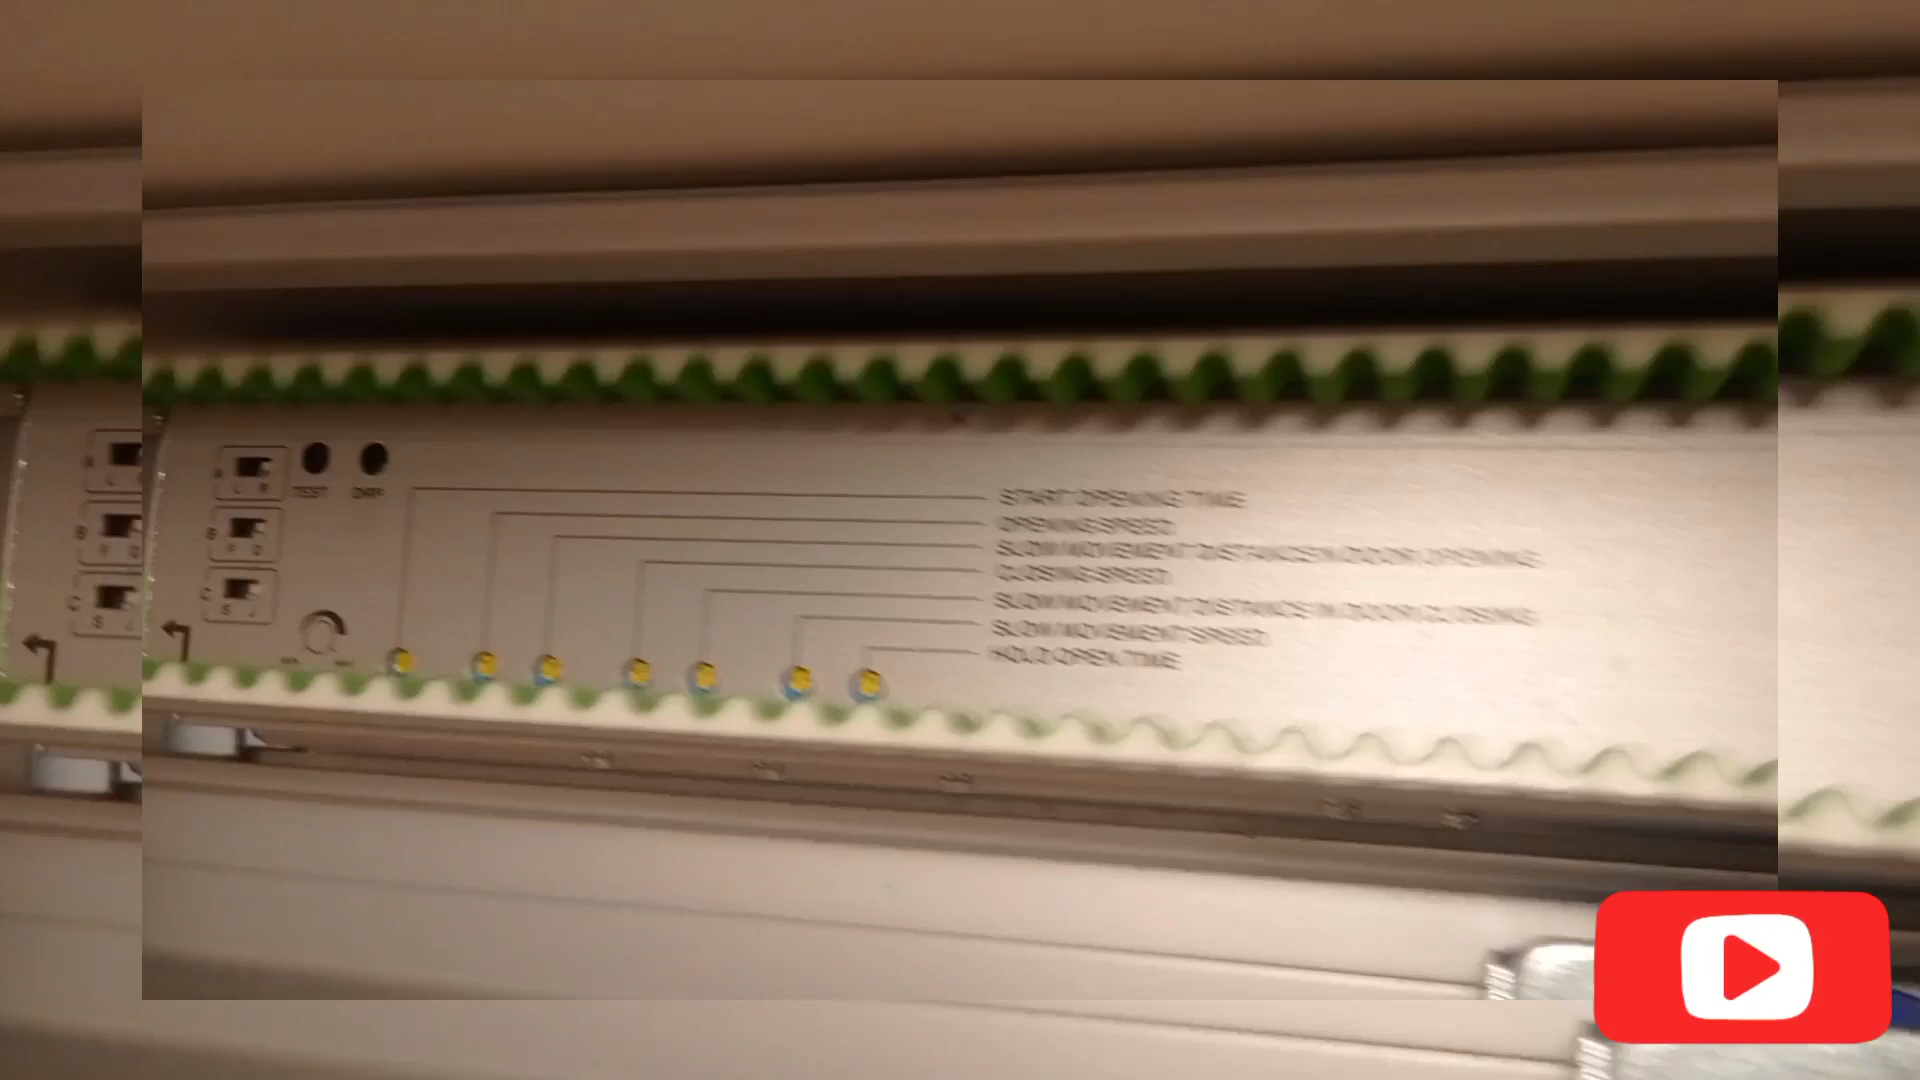 A
L R
TEST
B
F D
C
S J
START OPENING TIME
OPENING SPEED
SLOW MOVEMENT DISTANCE IN DOOR OPENING
CLOSING SPEED
SLOW MOVEMENT DISTANCE IN DOOR CLOSING
SLOW MOVEMENT SPEED
HOLD OPEN TIME